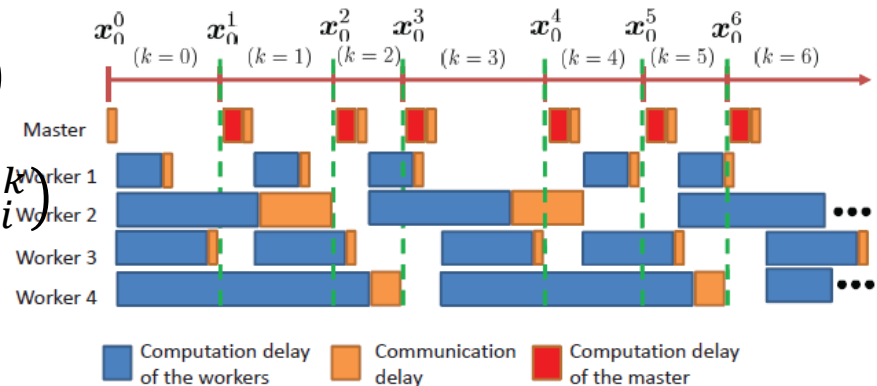 x_0^0 x_0^1 x_0^2 x_0^3 x_0^4 x_0^5 x_0^6
(k = 0) (k = 1) (k = 2) (k = 3) (k = 4) (k = 5) (k = 6)
)
Master
Worker 1
k
i )
Worker 2
Worker 3
Worker 4
Computation delay of the workers
Communication delay
Computation delay of the master